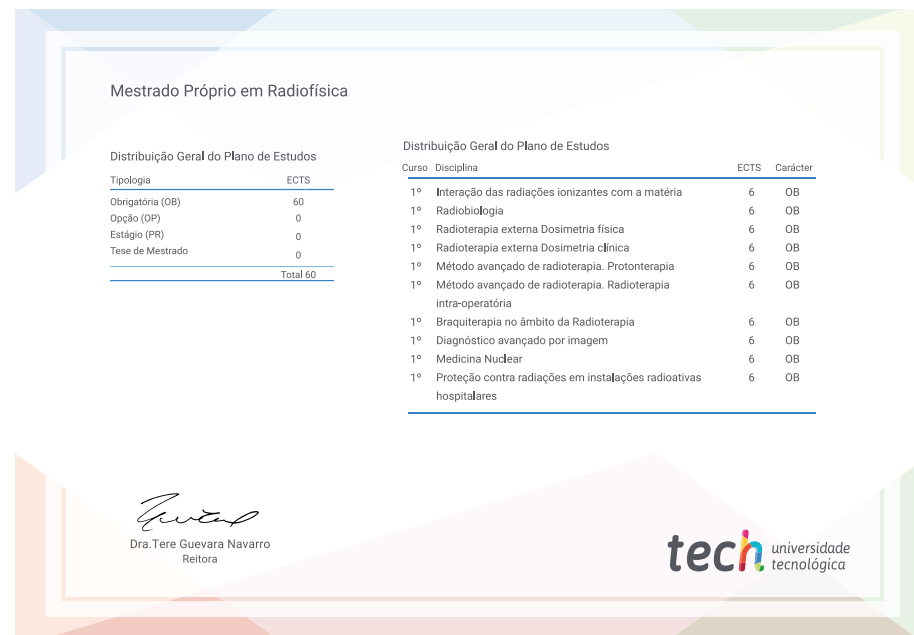 Mestrado Próprio em Radiofísica
Distribuição Geral do Plano de Estudos
Tipologia ECTS
Obrigatória (OB) 60
Opção (OP) 0
Estágio (PR) 0
Tese de Mestrado 0
Total 60
Distribuição Geral do Plano de Estudos
Curso Disciplina ECTS Carácter
1º Interação das radiações ionizantes com a matéria 6 OB
1º Radiobiologia 6 OB
1º Radioterapia externa Dosimetria física 6 OB
1º Radioterapia externa Dosimetria clínica 6 OB
1º Método avançado de radioterapia. Protonterapia 6 OB
1º Método avançado de radioterapia. Radioterapia 6 OB
intra-operatória
1º Braquiterapia no âmbito da Radioterapia 6 OB
1º Diagnóstico avançado por imagem 6 OB
1º Medicina Nuclear 6 OB
1º Proteção contra radiações em instalações radioativas 6 OB
hospitalares
Dra.Tere Guevara Navarro
Reitora
tech universidade
tecnológica